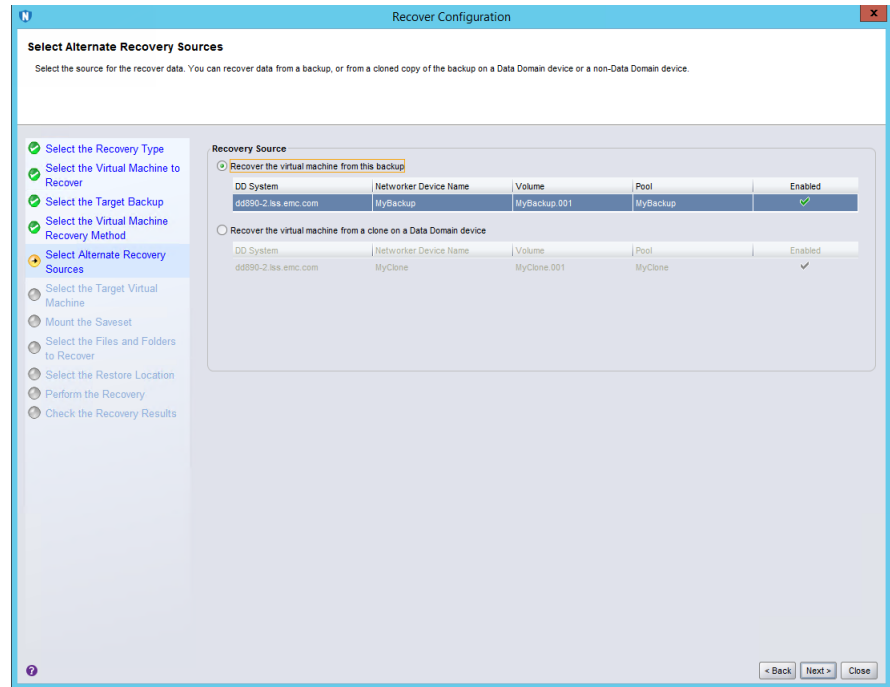 N
Recover Configuration
x
Select Alternate Recovery Sources
Select the source for the recover data. You can recover data from a backup, or from a cloned copy of the backup on a Data Domain device or a non-Data Domain device.
Select the Recovery Type
Select the Virtual Machine to
Recover
Select the Target Backup
Select the Virtual Machine
Recovery Method
Select Alternate Recovery
Sources
Select the Target Virtual
Machine
Mount the Saveset
Select the Files and Folders
to Recover
Select the Restore Location
Perform the Recovery
Check the Recovery Results
Recovery Source
Recover the virtual machine from this backup
DD System Networker Device Name Volume Pool Enabled
dd890-2.lss.emc.com MyBackup MyBackup.001 MyBackup
Recover the virtual machine from a clone on a Data Domain device
DD System Networker Device Name Volume Pool Enabled
dd890-2.lss.emc.com MyClone MyClone.001 MyClone
?
< Back Next > Close